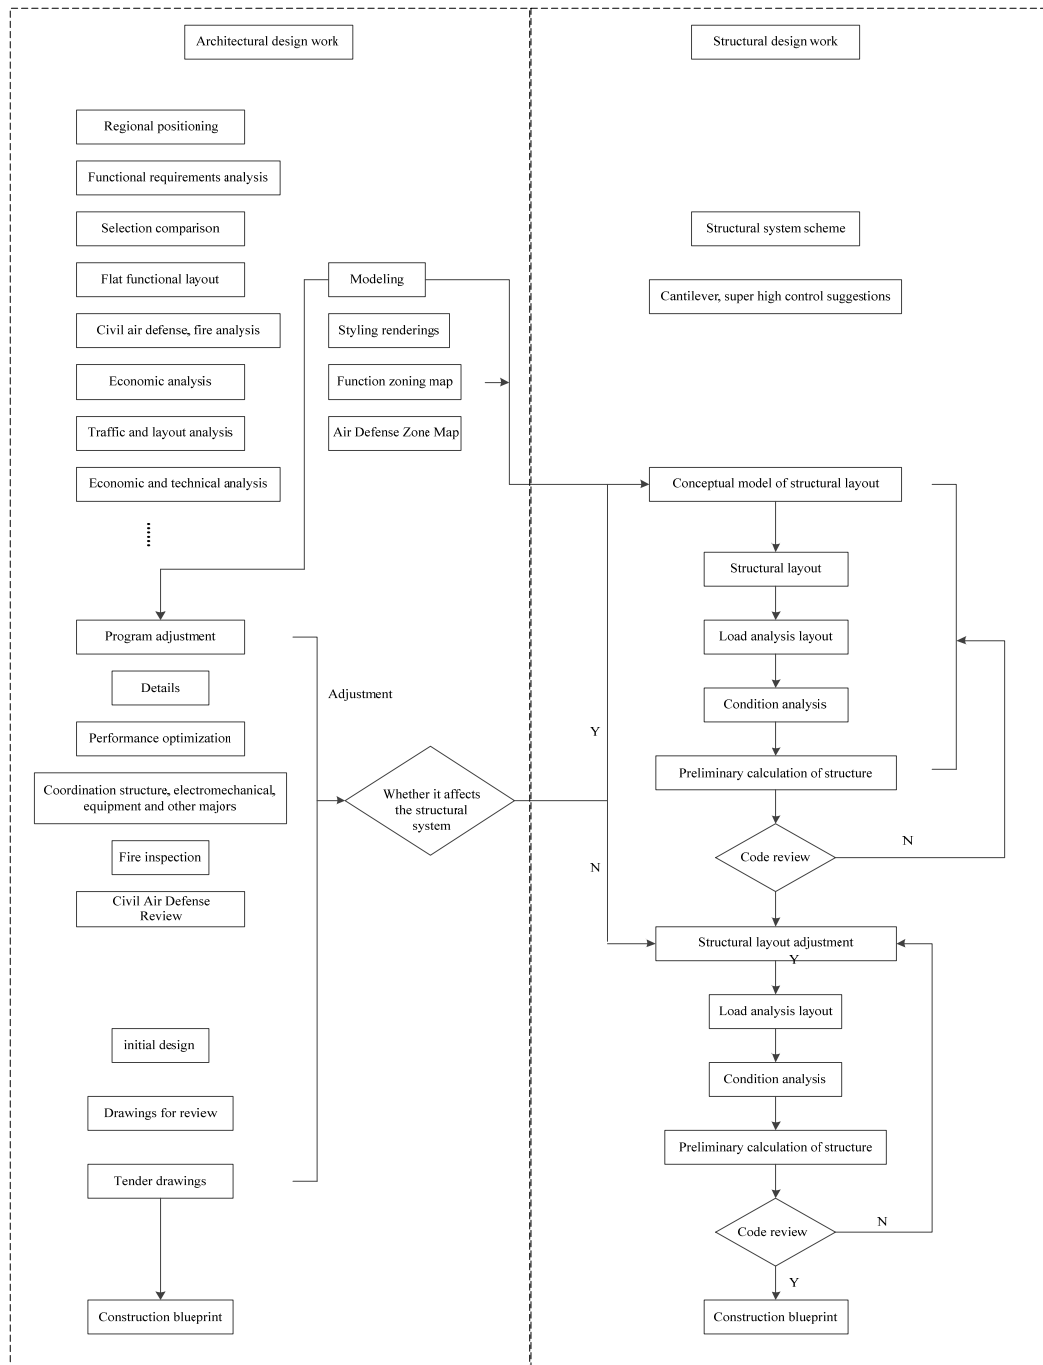 Architectural design work
Structural design work
Regional positioning
Functional requirements analysis
Selection comparison
Structural system scheme
Flat functional layout
Modeling
Cantilever, super high control suggestions
Civil air defense, fire analysis
Styling renderings
Economic analysis
Function zoning map
Traffic and layout analysis
Air Defense Zone Map
Economic and technical analysis
Conceptual model of structural layout
Structural layout
Program adjustment
Load analysis layout
Details
Adjustment
Condition analysis
Performance optimization
Y
Coordination structure, electromechanical,
equipment and other majors
Whether it affects
the structural
system
Preliminary calculation of structure
Fire inspection
Code review
N
N
Civil Air Defense
Review
Structural layout adjustment
Y
Load analysis layout
initial design
Condition analysis
Drawings for review
Preliminary calculation of structure
Tender drawings
Code review
N
Y
Construction blueprint
Construction blueprint